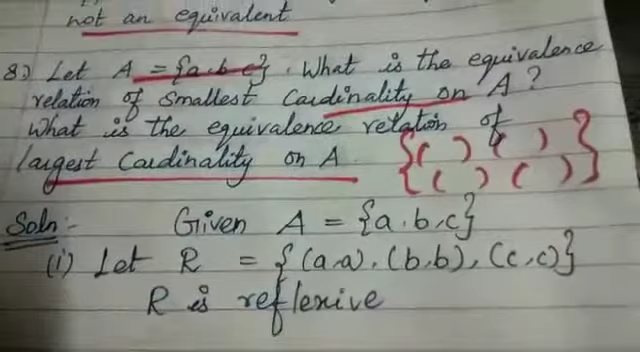 not an equivalent
8) Let A = {a.b c}. What is the equivalence
relation of smallest Cardinality on A?
What is the equivalence relation of
largest Cardinality on A.
{( ) ( )
{( ) ( ) }
Soln:- Given A = {a.b,c}
(i) Let R = {(a,a), (b,b), (c,c)}
R is reflexive